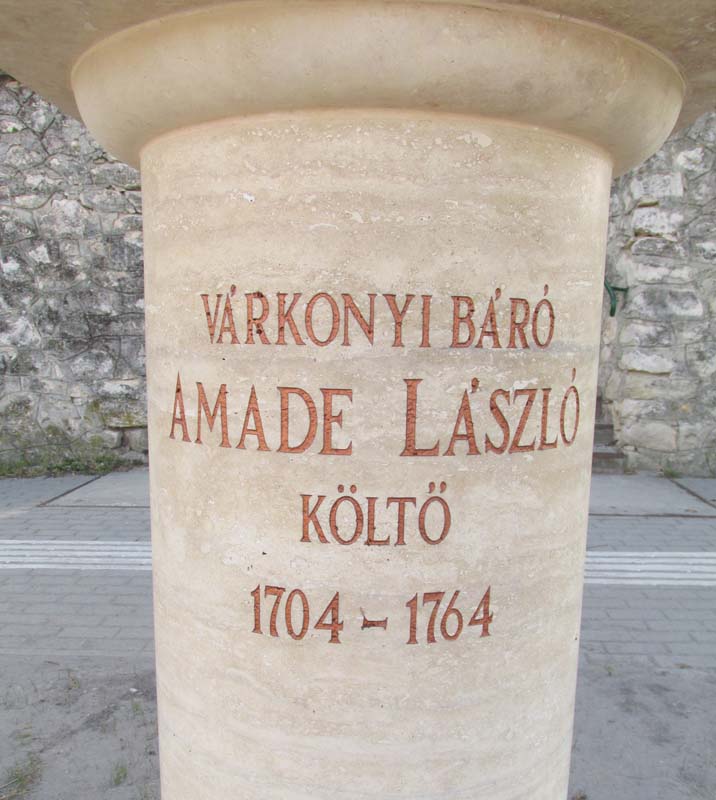 VÁRKONYI BÁRÓ
AMADE LÁSZLÓ
KÖLTŐ
1704 - 1764